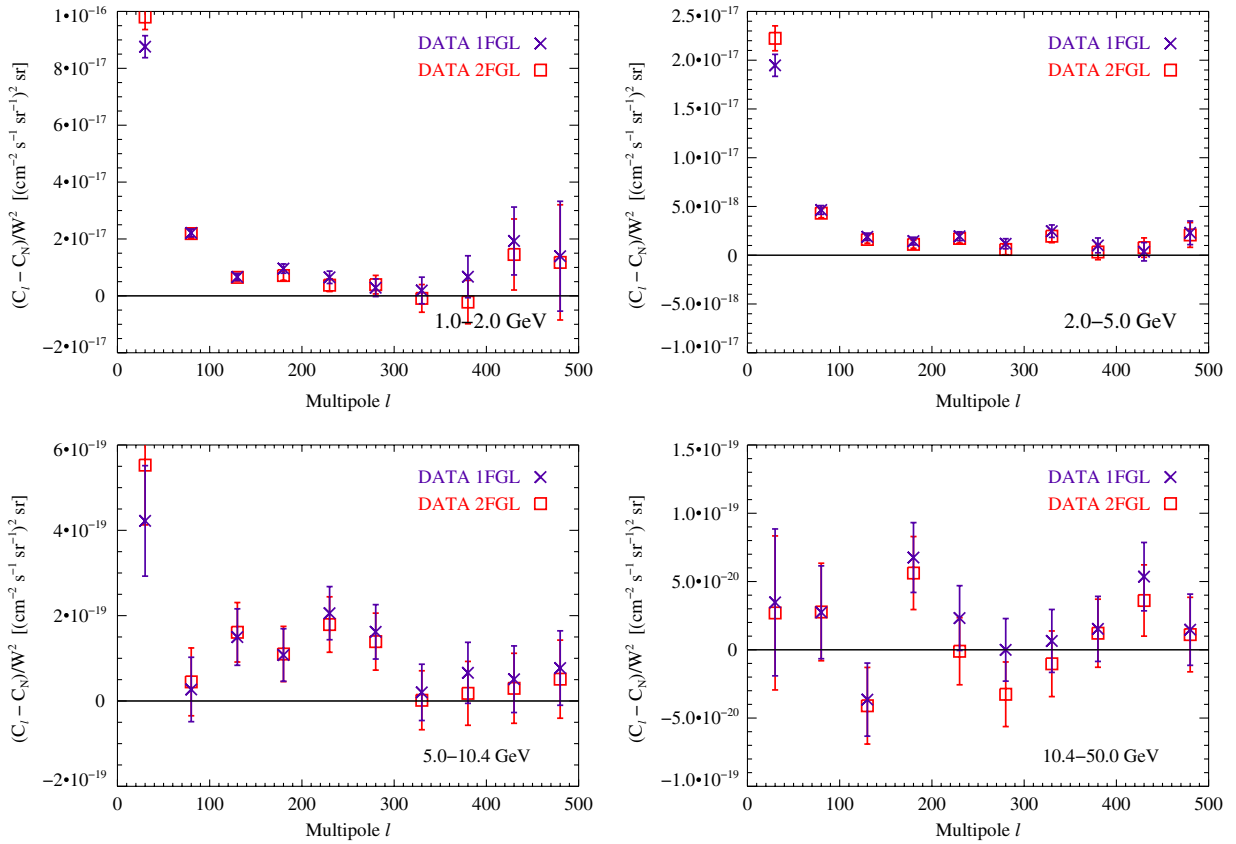 1•10⁻¹⁶
8•10⁻¹⁷
6•10⁻¹⁷
4•10⁻¹⁷
2•10⁻¹⁷
0
−2•10⁻¹⁷
(C_l − C_N)/W² [(cm⁻² s⁻¹ sr⁻¹)² sr]
DATA 1FGL
DATA 2FGL
1.0−2.0 GeV
0 100 200 300 400 500
Multipole l
2.5•10⁻¹⁷
2.0•10⁻¹⁷
1.5•10⁻¹⁷
1.0•10⁻¹⁷
5.0•10⁻¹⁸
0
−5.0•10⁻¹⁸
−1.0•10⁻¹⁷
(C_l − C_N)/W² [(cm⁻² s⁻¹ sr⁻¹)² sr]
DATA 1FGL
DATA 2FGL
2.0−5.0 GeV
0 100 200 300 400 500
Multipole l
6•10⁻¹⁹
4•10⁻¹⁹
2•10⁻¹⁹
0
−2•10⁻¹⁹
(C_l − C_N)/W² [(cm⁻² s⁻¹ sr⁻¹)² sr]
DATA 1FGL
DATA 2FGL
5.0−10.4 GeV
0 100 200 300 400 500
Multipole l
1.5•10⁻¹⁹
1.0•10⁻¹⁹
5.0•10⁻²⁰
0
−5.0•10⁻²⁰
−1.0•10⁻¹⁹
(C_l − C_N)/W² [(cm⁻² s⁻¹ sr⁻¹)² sr]
DATA 1FGL
DATA 2FGL
10.4−50.0 GeV
0 100 200 300 400 500
Multipole l